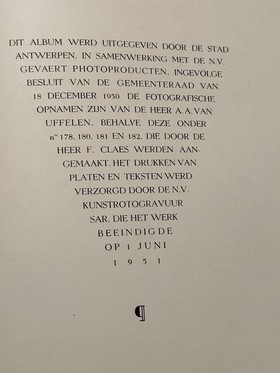 DIT ALBUM WERD UITGEGEVEN DOOR DE STAD
ANTWERPEN, IN SAMENWERKING MET DE N.V.
GEVAERT PHOTOPRODUCTEN, INGEVOLGE
BESLUIT VAN DE GEMEENTERAAD VAN
18 DECEMBER 1950. DE FOTOGRAFISCHE
OPNAMEN ZIJN VAN DE HEER A. A. VAN
UFFELEN, BEHALVE DEZE ONDER
nrs 178, 180, 181 EN 182, DIE DOOR DE
HEER F. CLAES WERDEN AAN-
GEMAAKT. HET DRUKKEN VAN
PLATEN EN TEKSTEN WERD
VERZORGD DOOR DE N.V.
KUNSTROTOGRAVUUR
SAR, DIE HET WERK
BEEINDIGDE
OP 1 JUNI
1951
¶